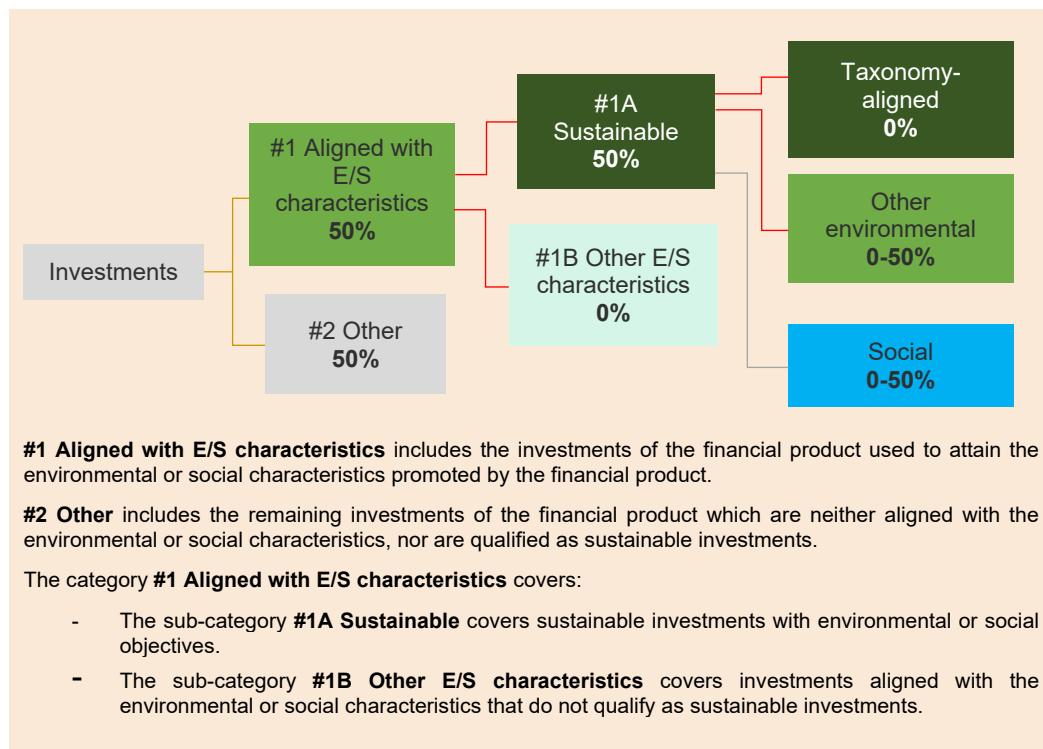 Investments
#1 Aligned with
E/S
characteristics
50%
#2 Other
50%
#1A
Sustainable
50%
#1B Other E/S
characteristics
0%
Taxonomy-
aligned
0%
Other
environmental
0-50%
Social
0-50%
#1 Aligned with E/S characteristics includes the investments of the financial product used to attain the
environmental or social characteristics promoted by the financial product.
#2 Other includes the remaining investments of the financial product which are neither aligned with the
environmental or social characteristics, nor are qualified as sustainable investments.
The category #1 Aligned with E/S characteristics covers:
- The sub-category #1A Sustainable covers sustainable investments with environmental or social
objectives.
- The sub-category #1B Other E/S characteristics covers investments aligned with the
environmental or social characteristics that do not qualify as sustainable investments.